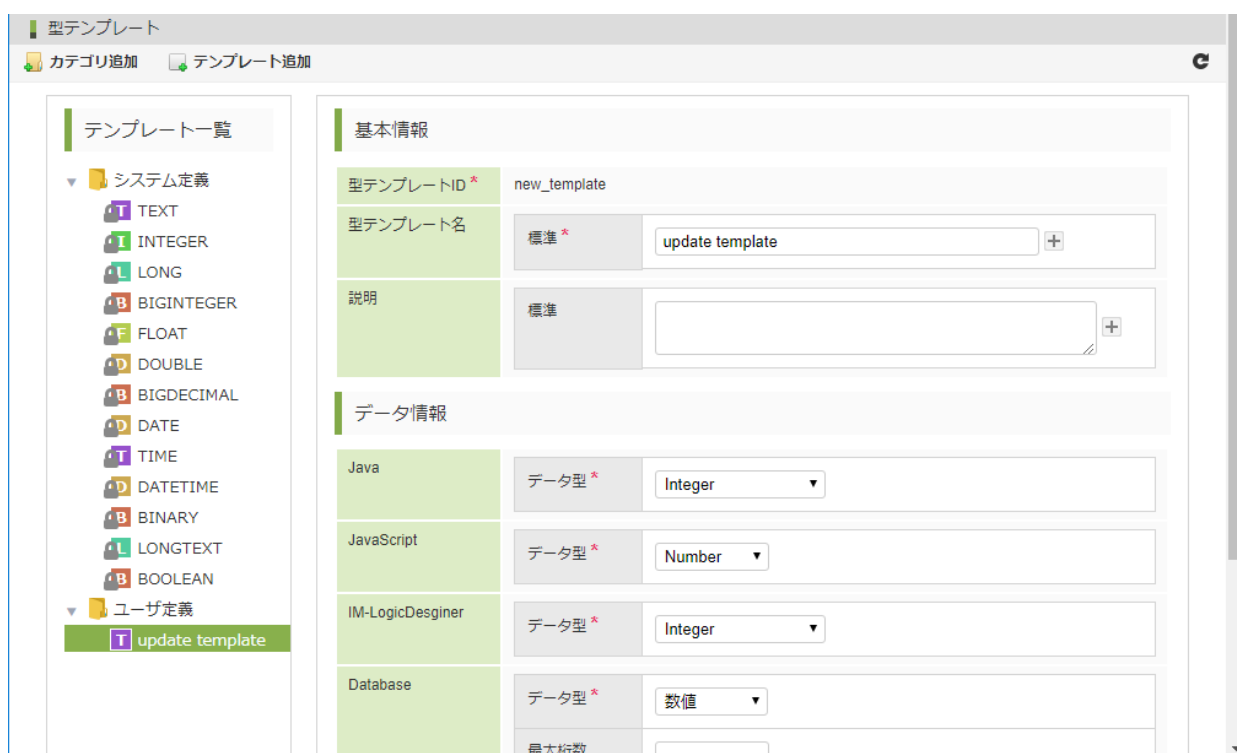 型テンプレート
カテゴリ追加 テンプレート追加
テンプレート一覧
システム定義
T TEXT
I INTEGER
L LONG
B BIGINTEGER
F FLOAT
D DOUBLE
B BIGDECIMAL
D DATE
T TIME
D DATETIME
B BINARY
L LONGTEXT
B BOOLEAN
ユーザ定義
T update template
基本情報
型テンプレートID * new_template
型テンプレート名 標準 * update template
説明 標準
データ情報
Java データ型 * Integer
JavaScript データ型 * Number
IM-LogicDesginer データ型 * Integer
Database データ型 * 数値
最大桁数